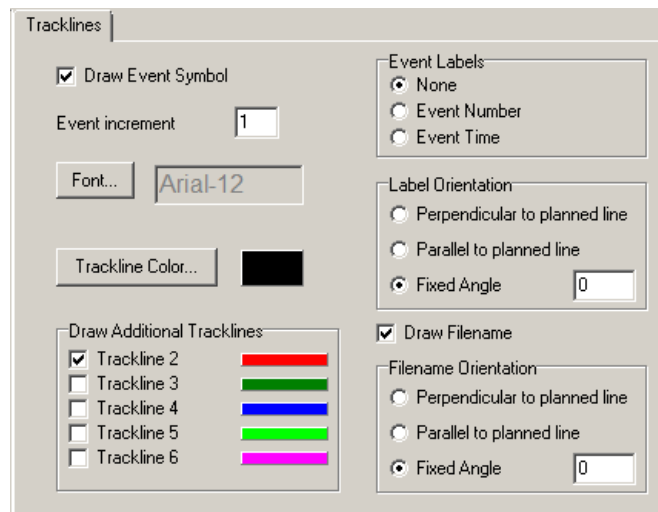 Tracklines
Draw Event Symbol
Event increment 1
Font... Arial-12
Trackline Color...
Draw Additional Tracklines
Trackline 2
Trackline 3
Trackline 4
Trackline 5
Trackline 6
Event Labels
None
Event Number
Event Time
Label Orientation
Perpendicular to planned line
Parallel to planned line
Fixed Angle 0
Draw Filename
Filename Orientation
Perpendicular to planned line
Parallel to planned line
Fixed Angle 0